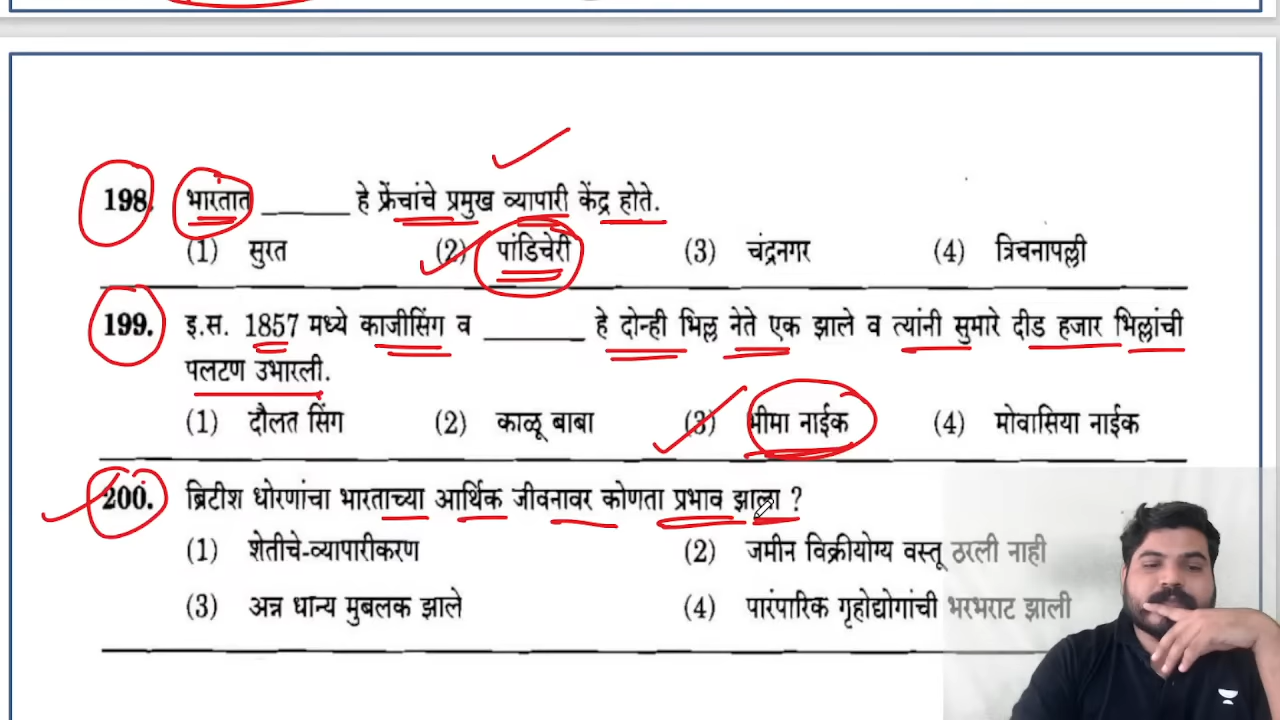 198. भारतात ______ हे फ्रेंचांचे प्रमुख व्यापारी केंद्र होते.
(1) सुरत (2) पांडिचेरी (3) चंद्रनगर (4) त्रिचनापल्ली
199. इ.स. 1857 मध्ये काजीसिंग व ______ हे दोन्ही भिल्ल नेते एक झाले व त्यांनी सुमारे दीड हजार भिल्लांची
पलटण उभारली.
(1) दौलत सिंग (2) काळू बाबा (3) भीमा नाईक (4) मोवासिया नाईक
200. ब्रिटीश धोरणांचा भारताच्या आर्थिक जीवनावर कोणता प्रभाव झाला ?
(1) शेतीचे-व्यापारीकरण (2) जमीन विक्रीयोग्य वस्तू ठरली नाही
(3) अन्न धान्य मुबलक झाले (4) पारंपारिक गृहोद्योगांची भरभराट झाली